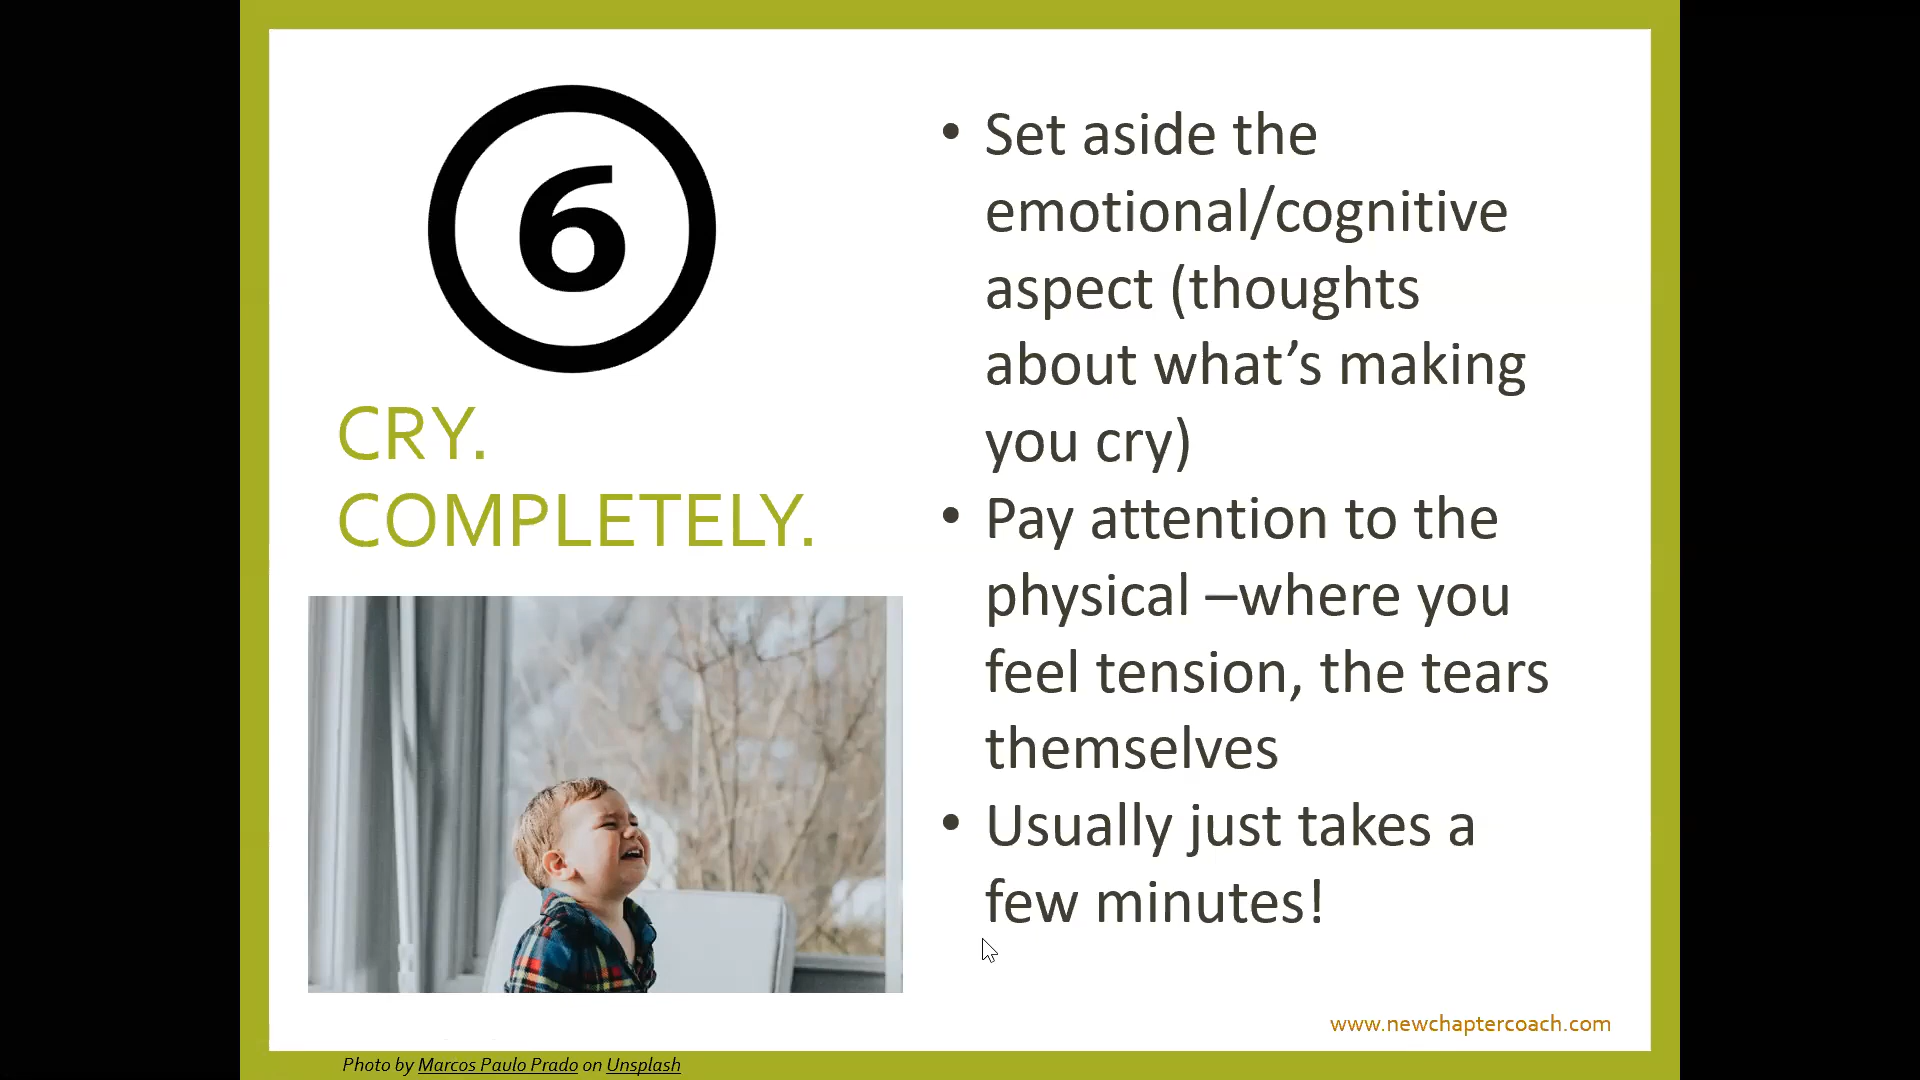 6
CRY.
COMPLETELY.
• Set aside the
emotional/cognitive
aspect (thoughts
about what’s making
you cry)
• Pay attention to the
physical –where you
feel tension, the tears
themselves
• Usually just takes a
few minutes!
www.newchaptercoach.com
Photo by Marcos Paulo Prado on Unsplash